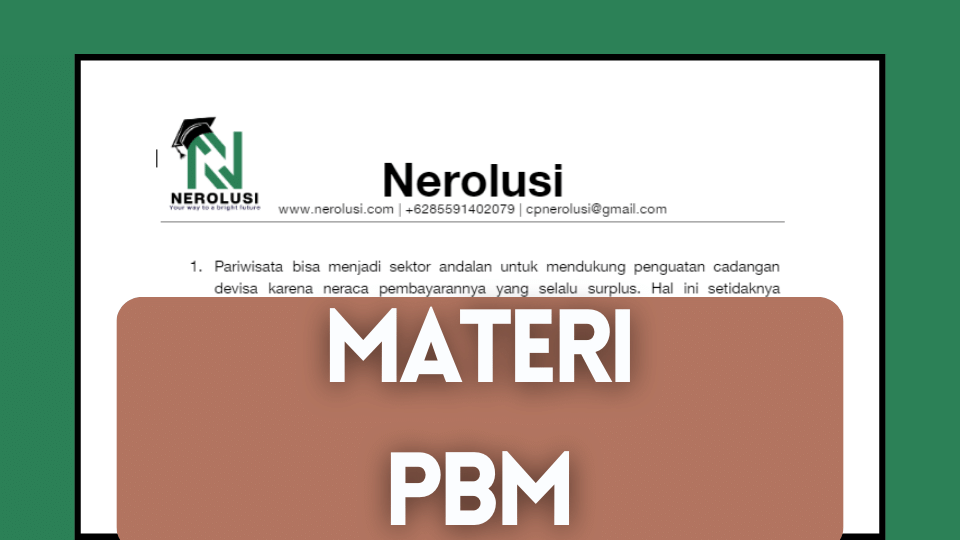 Nerolusi
NEROLUSI
Your way to a bright future
www.nerolusi.com | +6285591402079 | cpnerolusi@gmail.com
1. Pariwisata bisa menjadi sektor andalan untuk mendukung penguatan cadangan
devisa karena neraca pembayarannya yang selalu surplus. Hal ini setidaknya
MATERI
PBM